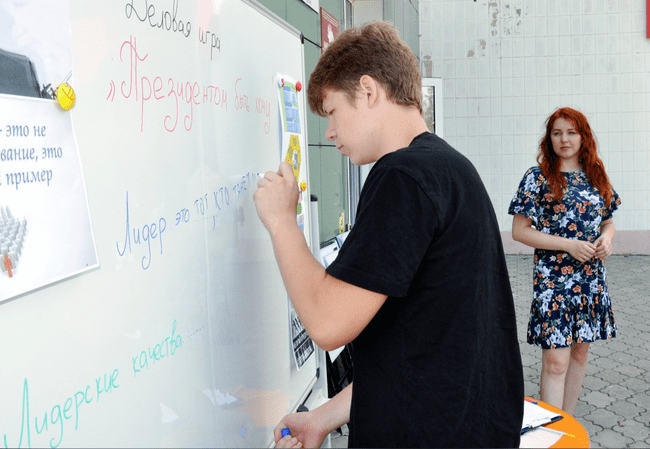 Деловая игра
"Президентом быть хочу
- это не
вание, это
пример
Лидер это тот, кто
Лидерские качества......